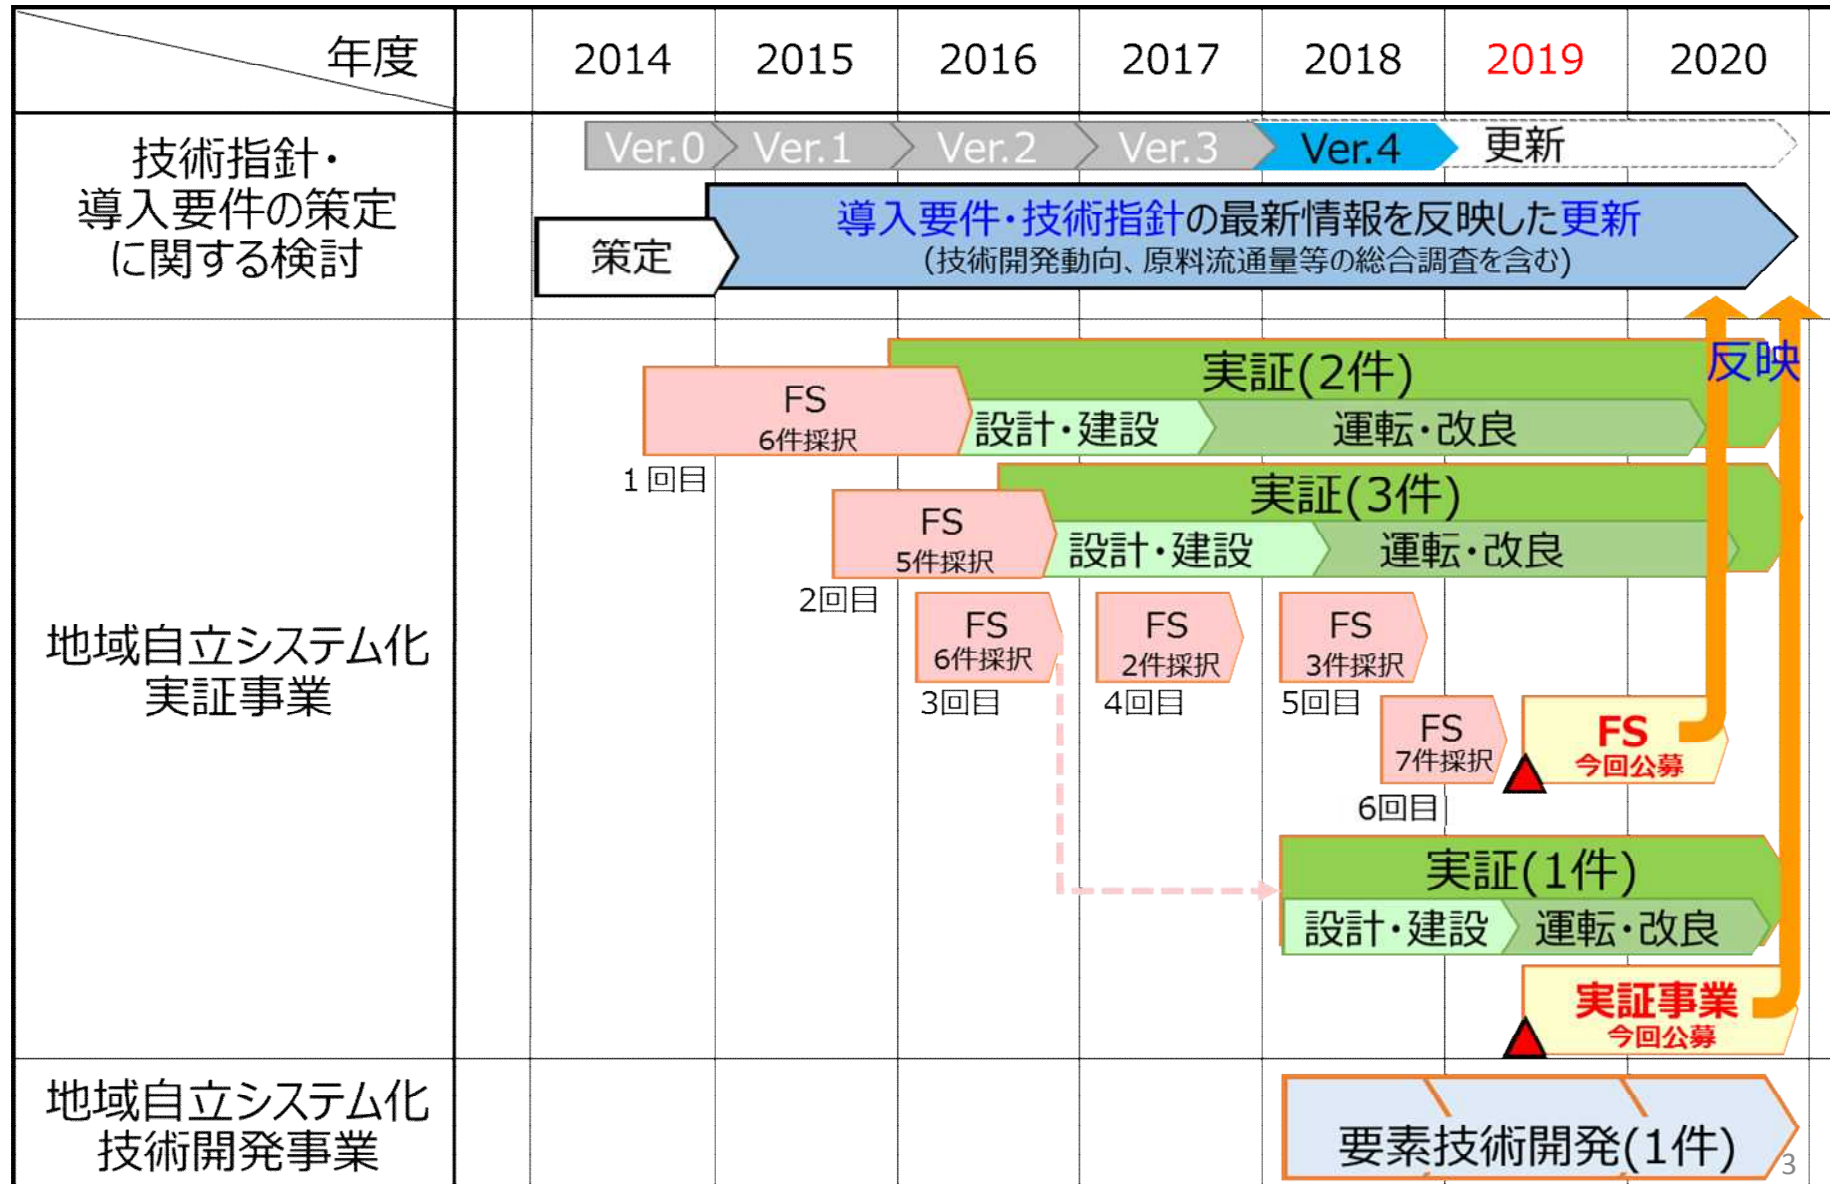 年度
2014 2015 2016 2017 2018 2019 2020
技術指針・
導入要件の策定
に関する検討
Ver.0 Ver.1 Ver.2 Ver.3 Ver.4 更新
策定
導入要件・技術指針の最新情報を反映した更新
(技術開発動向、原料流通量等の総合調査を含む)
地域自立システム化
実証事業
反映
実証(2件)
FS
6件採択
設計・建設 運転・改良
1回目
実証(3件)
FS
5件採択
設計・建設 運転・改良
2回目
FS
6件採択
3回目
FS
2件採択
4回目
FS
3件採択
5回目
FS
7件採択
6回目
FS
今回公募
実証(1件)
設計・建設 運転・改良
実証事業
今回公募
地域自立システム化
技術開発事業
要素技術開発(1件)
3